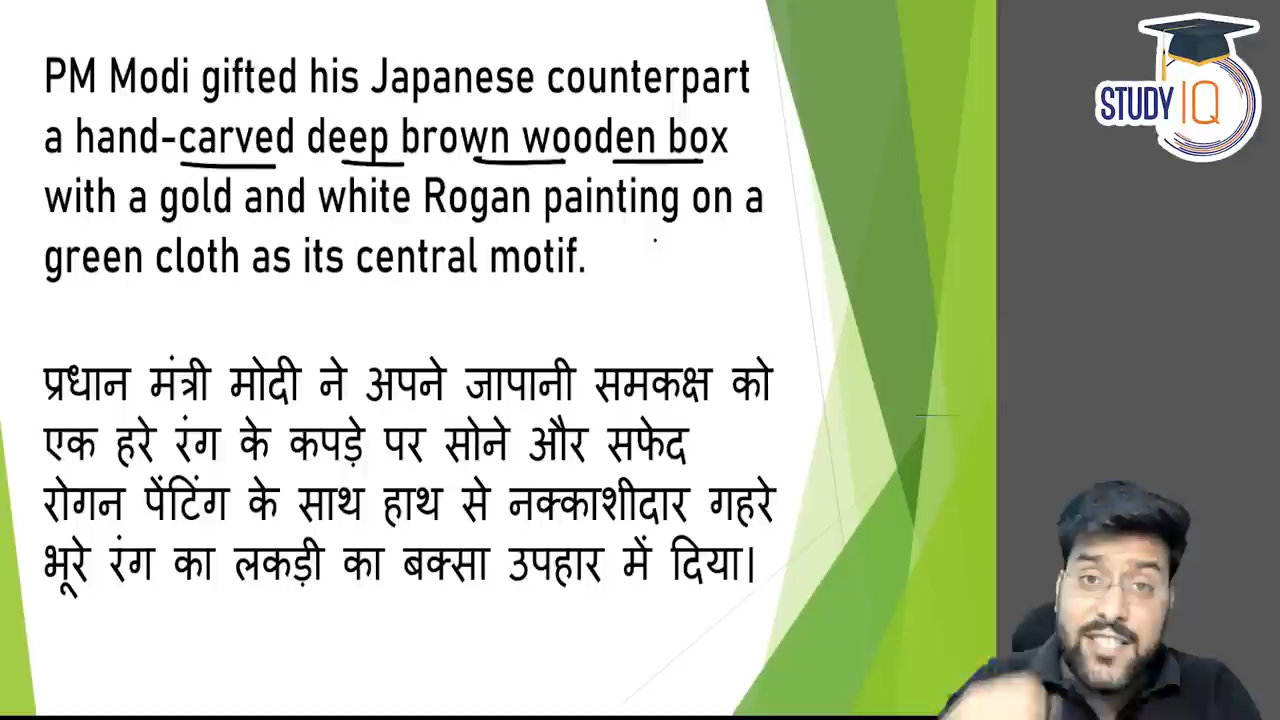 PM Modi gifted his Japanese counterpart
a hand-carved deep brown wooden box
with a gold and white Rogan painting on a
green cloth as its central motif.
प्रधान मंत्री मोदी ने अपने जापानी समकक्ष को
एक हरे रंग के कपड़े पर सोने और सफेद
रोगन पेंटिंग के साथ हाथ से नक्काशीदार गहरे
भूरे रंग का लकड़ी का बक्सा उपहार में दिया।
STUDY IQ